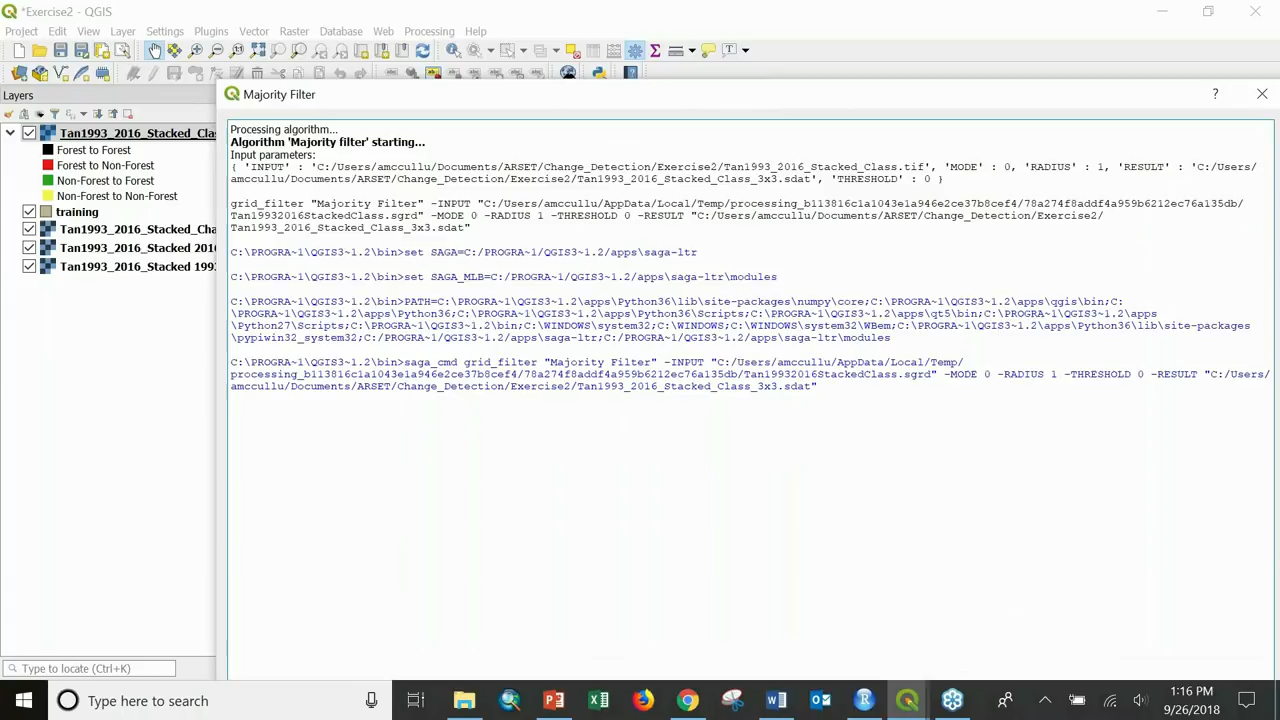 *Exercise2 - QGIS
Project Edit View Layer Settings Plugins Vector Raster Database Web Processing Help
Layers
Majority Filter
?
Processing algorithm...
Algorithm 'Majority filter' starting...
Input parameters:
{ 'INPUT' : 'C:/Users/amccullu/Documents/ARSET/Change_Detection/Exercise2/Tan1993_2016_Stacked_Class.tif', 'MODE' : 0, 'RADIUS' : 1, 'RESULT' : 'C:/Users/
amccullu/Documents/ARSET/Change_Detection/Exercise2/Tan1993_2016_Stacked_Class_3x3.sdat', 'THRESHOLD' : 0 }
grid_filter "Majority Filter" -INPUT "C:/Users/amccullu/AppData/Local/Temp/processing_b113816c1a1043e1a946e2ce37b8cef4/78a274f8addf4a959b6212ec76a135db/
Tan19932016StackedClass.sgrd" -MODE 0 -RADIUS 1 -THRESHOLD 0 -RESULT "C:/Users/amccullu/Documents/ARSET/Change_Detection/Exercise2/
Tan1993_2016_Stacked_Class_3x3.sdat"
C:\PROGRA~1\QGIS3~1.2\bin>set SAGA=C:/PROGRA~1/QGIS3~1.2/apps\saga-ltr
C:\PROGRA~1\QGIS3~1.2\bin>set SAGA_MLB=C:/PROGRA~1/QGIS3~1.2/apps\saga-ltr\modules
C:\PROGRA~1\QGIS3~1.2\bin>PATH=C:\PROGRA~1\QGIS3~1.2\apps\Python36\lib\site-packages\numpy\core;C:\PROGRA~1\QGIS3~1.2\apps\qgis\bin;C:
\PROGRA~1\QGIS3~1.2\apps\Python36;C:\PROGRA~1\QGIS3~1.2\apps\Python36\Scripts;C:\PROGRA~1\QGIS3~1.2\apps\qt5\bin;C:\PROGRA~1\QGIS3~1.2\apps
\Python27\Scripts;C:\PROGRA~1\QGIS3~1.2\bin;C:\WINDOWS\system32;C:\WINDOWS;C:\WINDOWS\system32\WBem;C:\PROGRA~1\QGIS3~1.2\apps\Python36\lib\site-packages
\pypiwin32_system32;C:/PROGRA~1/QGIS3~1.2/apps\saga-ltr;C:/PROGRA~1/QGIS3~1.2/apps\saga-ltr\modules
C:\PROGRA~1\QGIS3~1.2\bin>saga_cmd grid_filter "Majority Filter" -INPUT "C:/Users/amccullu/AppData/Local/Temp/
processing_b113816c1a1043e1a946e2ce37b8cef4/78a274f8addf4a959b6212ec76a135db/Tan19932016StackedClass.sgrd" -MODE 0 -RADIUS 1 -THRESHOLD 0 -RESULT "C:/Users/
amccullu/Documents/ARSET/Change_Detection/Exercise2/Tan1993_2016_Stacked_Class_3x3.sdat"
Tan1993_2016_Stacked_Clas
Forest to Forest
Forest to Non-Forest
Non-Forest to Forest
Non-Forest to Non-Forest
training
Tan1993_2016_Stacked_Cha
Tan1993_2016_Stacked 2016
Tan1993_2016_Stacked 1993
Type to locate (Ctrl+K)
Type here to search
1:16 PM
9/26/2018